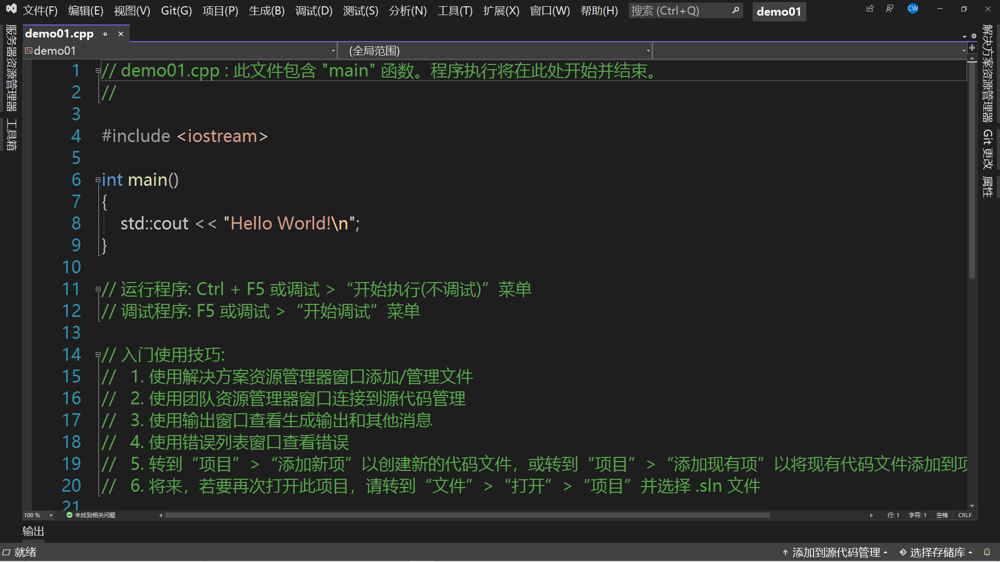 文件(F) 编辑(E) 视图(V) Git(G) 项目(P) 生成(B) 调试(D) 测试(S) 分析(N) 工具(T) 扩展(X) 窗口(W) 帮助(H) 搜索 (Ctrl+Q) demo01 CW
服务器资源管理器
工具箱
demo01.cpp
demo01 (全局范围)
1 // demo01.cpp : 此文件包含 "main" 函数。程序执行将在此处开始并结束。
2 //
3
4 #include <iostream>
5
6 int main()
7 {
8 std::cout << "Hello World!\n";
9 }
10
11 // 运行程序: Ctrl + F5 或调试 >“开始执行(不调试)”菜单
12 // 调试程序: F5 或调试 >“开始调试”菜单
13
14 // 入门使用技巧:
15 // 1. 使用解决方案资源管理器窗口添加/管理文件
16 // 2. 使用团队资源管理器窗口连接到源代码管理
17 // 3. 使用输出窗口查看生成输出和其他消息
18 // 4. 使用错误列表窗口查看错误
19 // 5. 转到“项目”>“添加新项”以创建新的代码文件，或转到“项目”>“添加现有项”以将现有代码文件添加到项
20 // 6. 将来，若要再次打开此项目，请转到“文件”>“打开”>“项目”并选择 .sln 文件
21
解决方案资源管理器
Git 更改
属性
100 % 未找到相关问题 行: 1 字符: 1 空格 CRLF
输出
就绪 添加到源代码管理 选择存储库